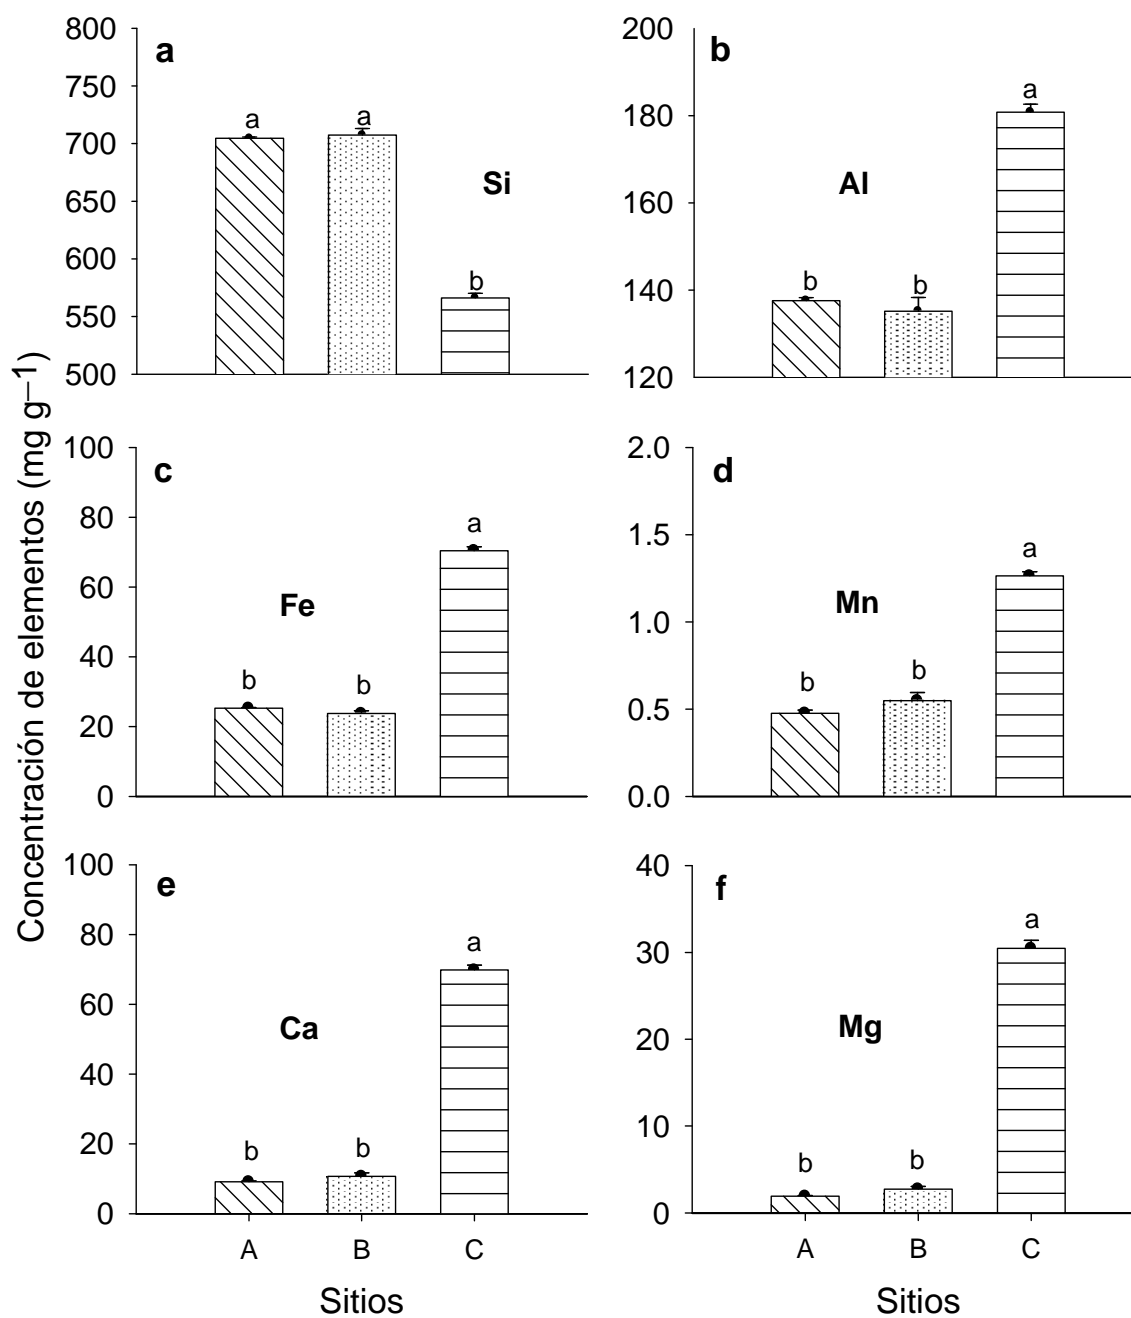 Concentración de elementos (mg g–1)
a
800
750
700
650
600
550
500
a
a
b
Si
b
200
180
160
140
120
b
b
a
Al
c
100
80
60
40
20
0
b
b
a
Fe
d
2.0
1.5
1.0
0.5
0.0
b
b
a
Mn
e
100
80
60
40
20
0
b
b
a
Ca
A B C
Sitios
f
40
30
20
10
0
b
b
a
Mg
A B C
Sitios